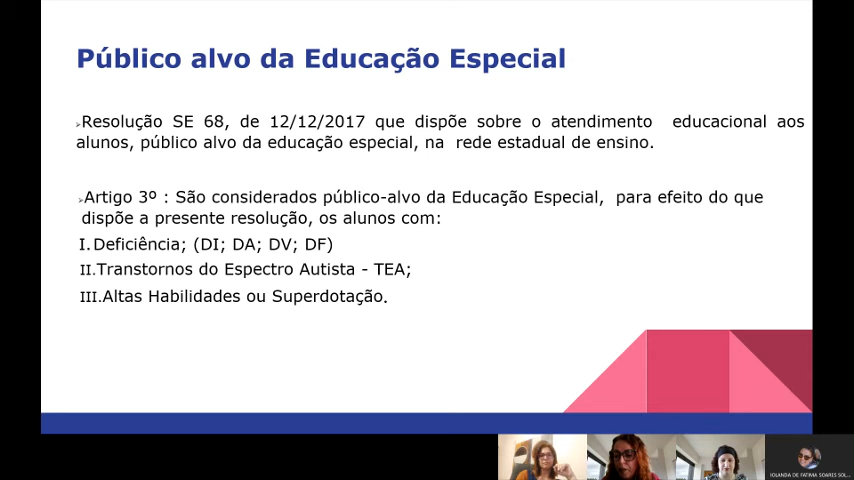 Público alvo da Educação Especial
Resolução SE 68, de 12/12/2017 que dispõe sobre o atendimento educacional aos
alunos, público alvo da educação especial, na rede estadual de ensino.
Artigo 3º : São considerados público-alvo da Educação Especial, para efeito do que
dispõe a presente resolução, os alunos com:
I. Deficiência; (DI; DA; DV; DF)
II.Transtornos do Espectro Autista - TEA;
III.Altas Habilidades ou Superdotação.
IOLANDA DE FATIMA SOARES SOL...